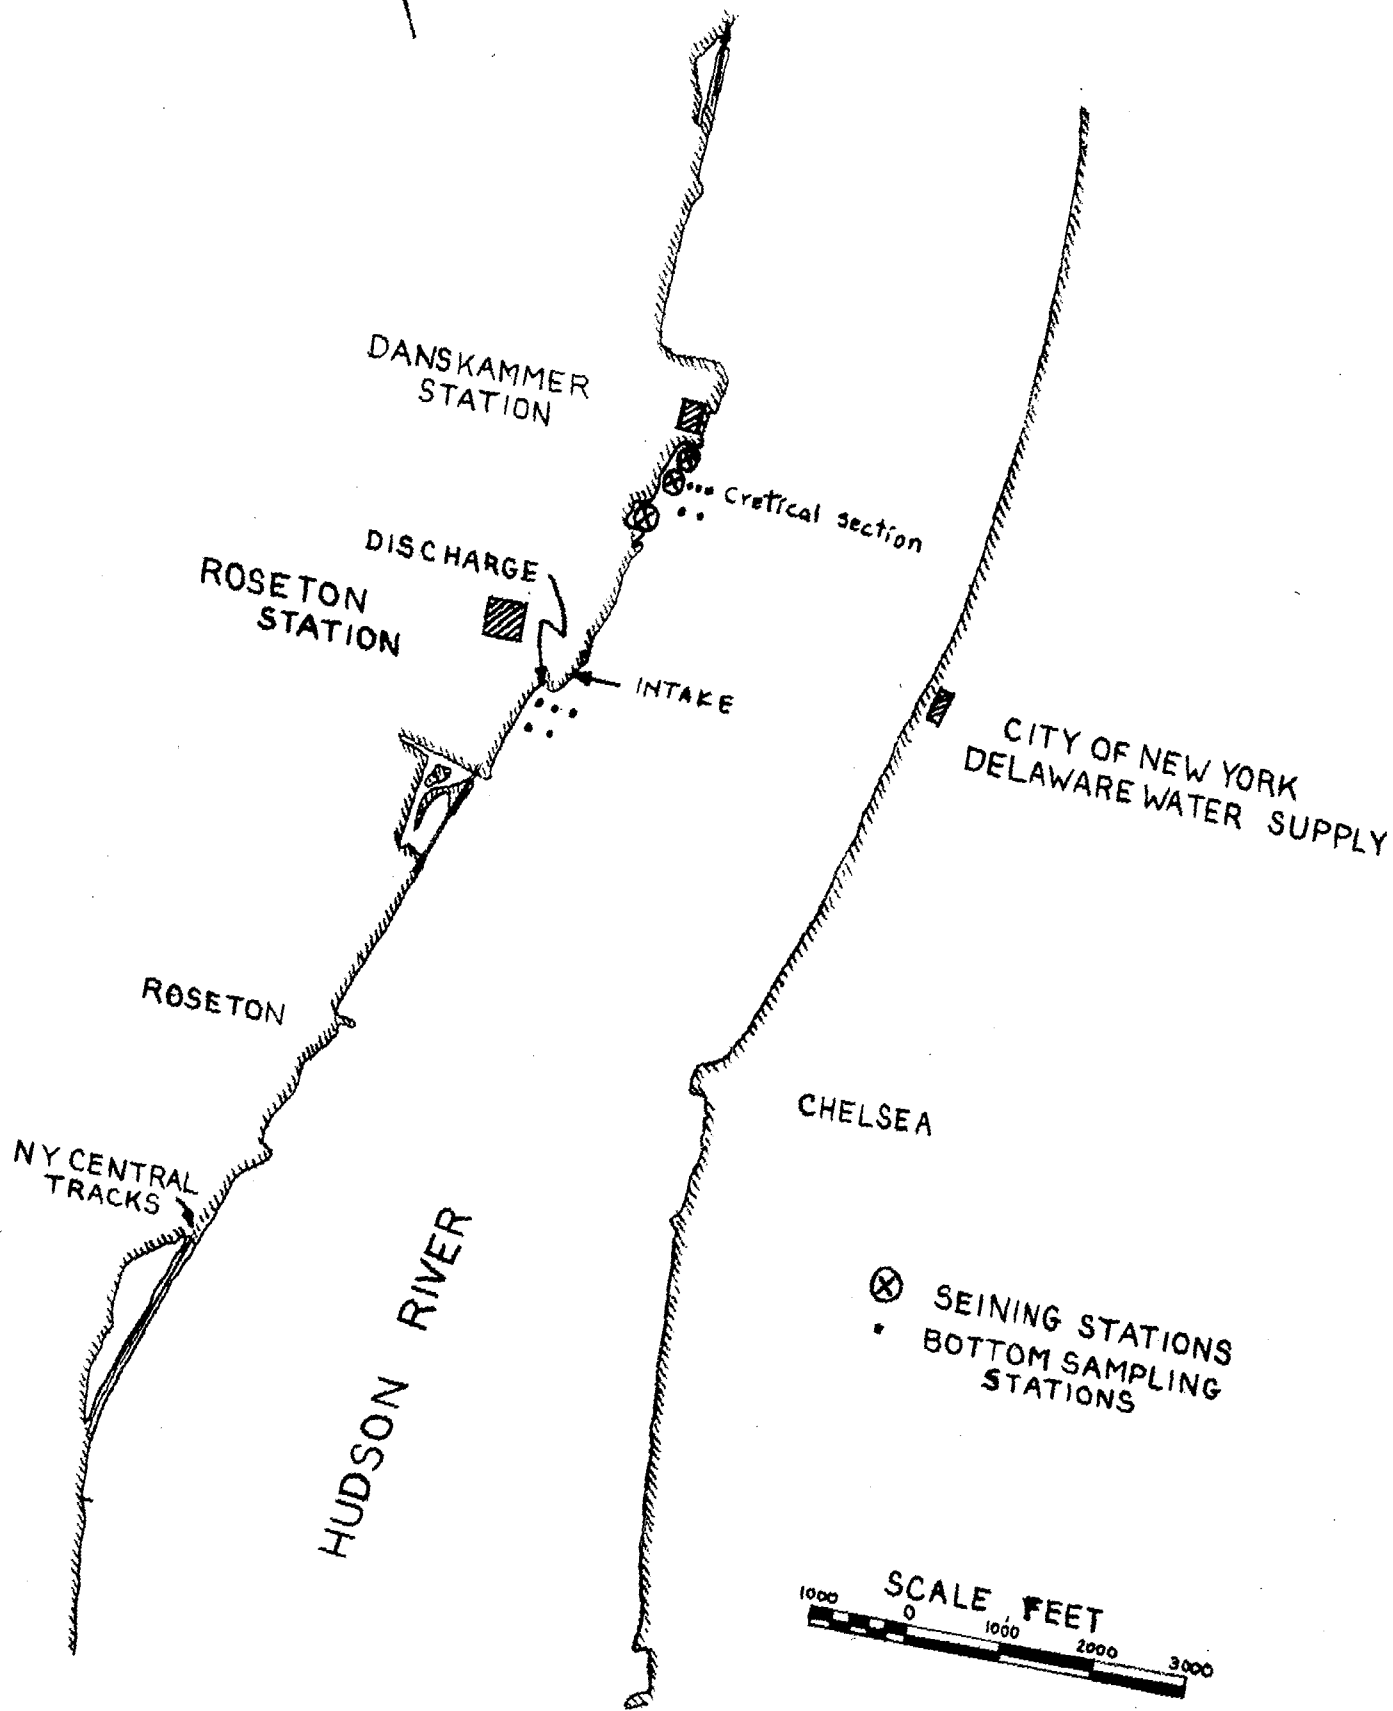 DANSKAMMER
STATION
Cretical section
DISCHARGE
ROSETON
STATION
INTAKE
CITY OF NEW YORK
DELAWARE WATER SUPPLY
ROSETON
CHELSEA
NY CENTRAL
TRACKS
HUDSON RIVER
SEINING STATIONS
BOTTOM SAMPLING
STATIONS
SCALE, FEET
1000 0 1000 2000 3000